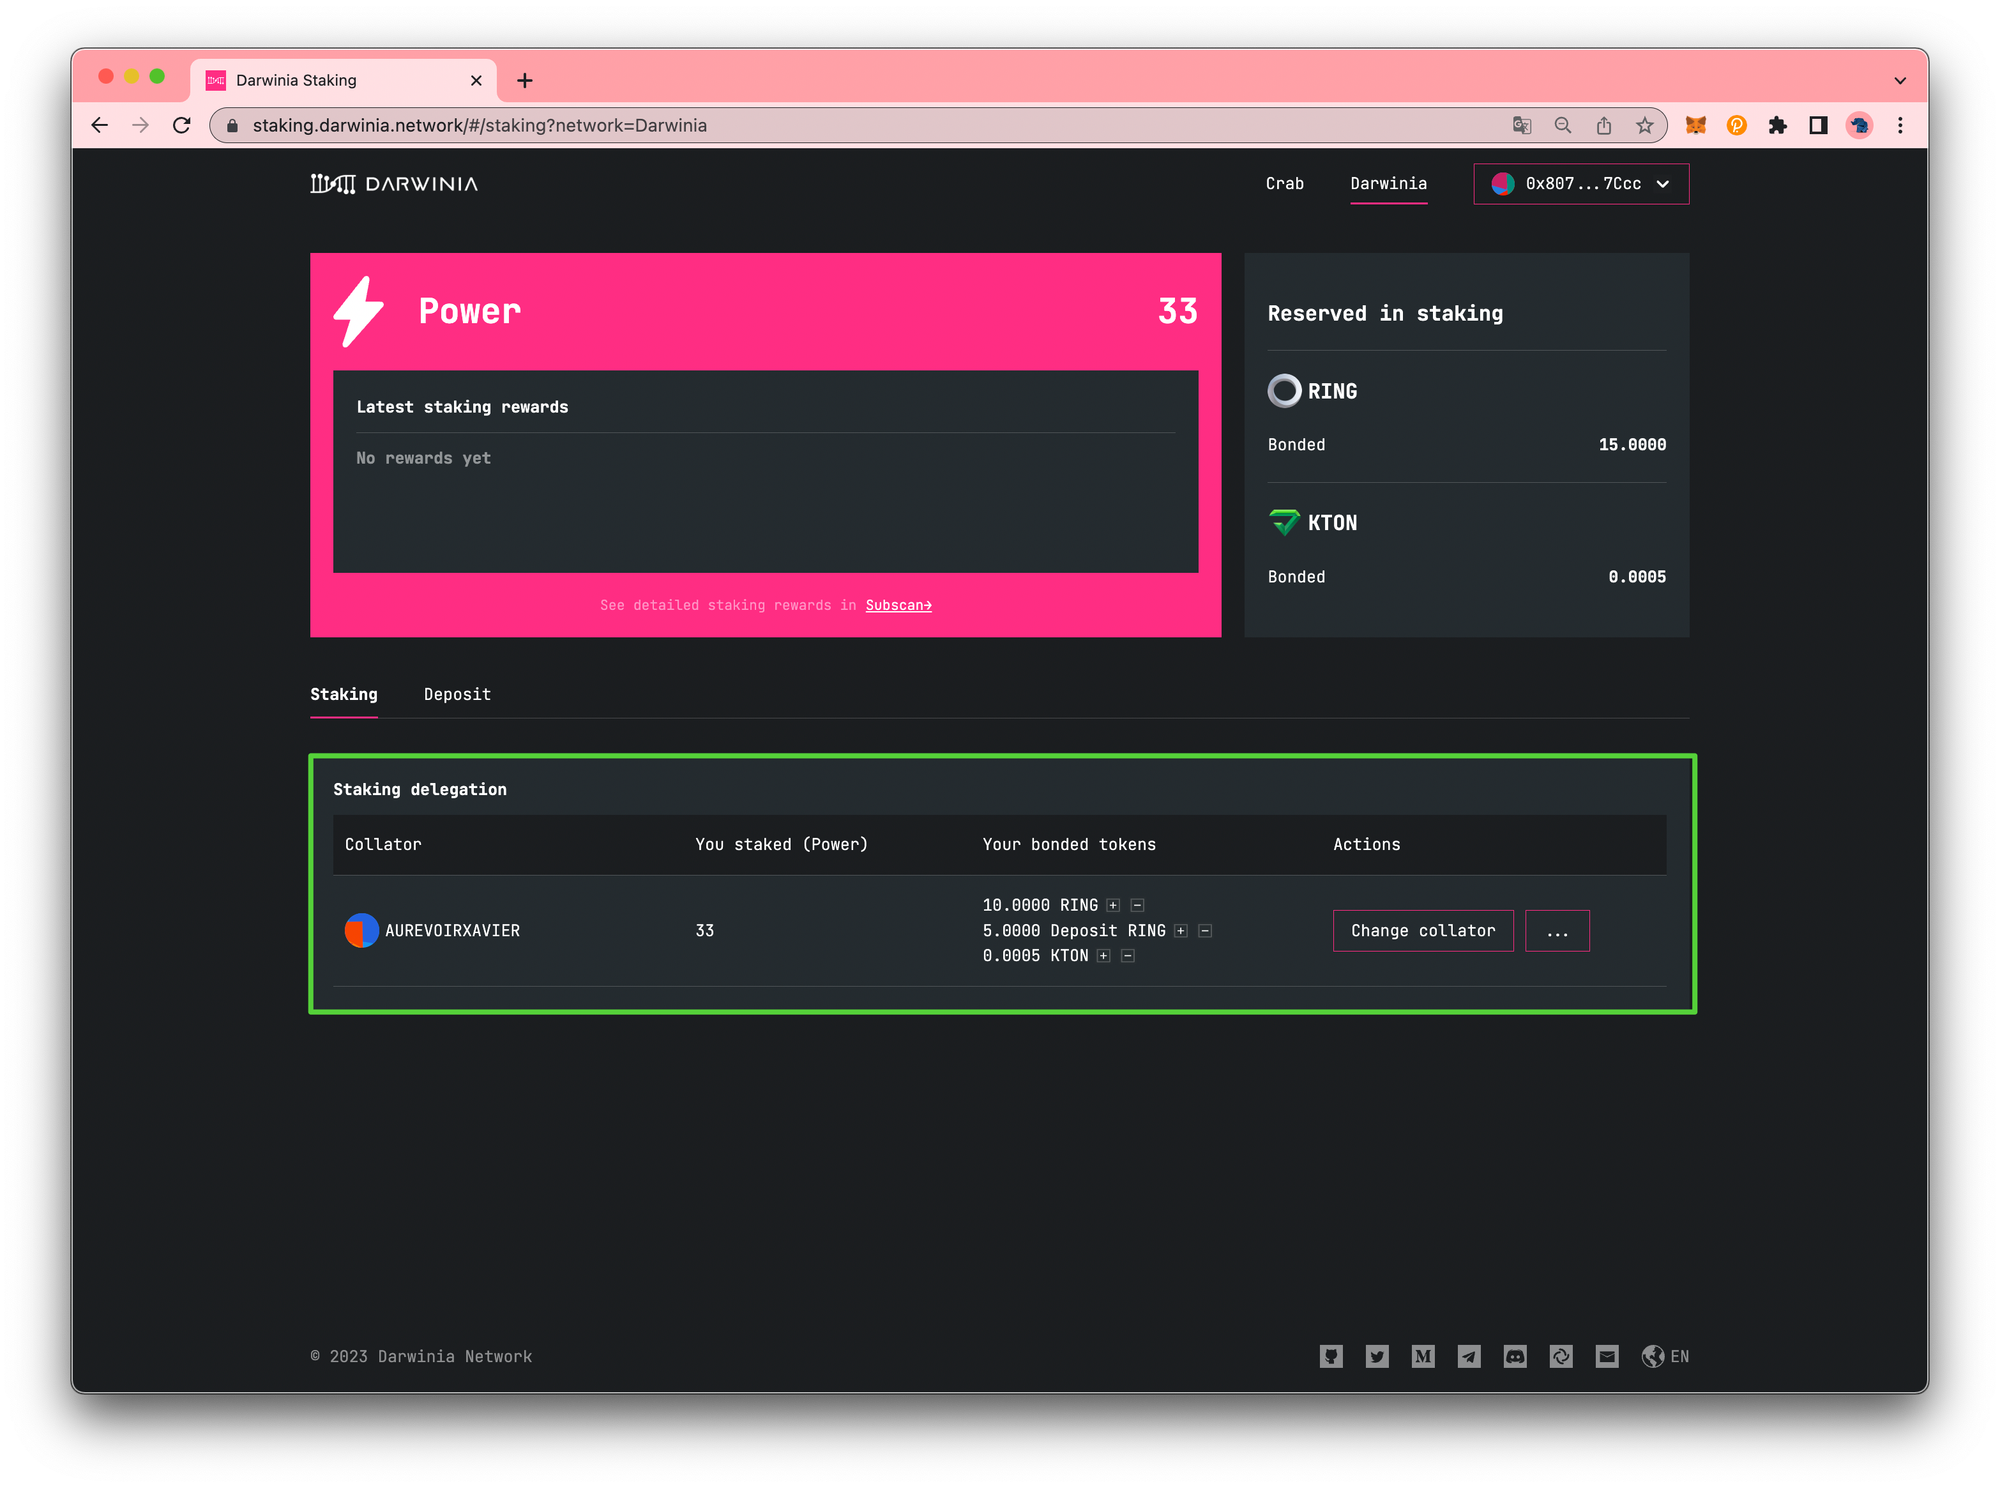 Darwinia Staking
staking.darwinia.network/#/staking?network=Darwinia
DARWINIA
Crab
Darwinia
0x807...7Ccc
Power
33
Latest staking rewards
No rewards yet
See detailed staking rewards in Subscan→
Reserved in staking
RING
Bonded 15.0000
KTON
Bonded 0.0005
Staking
Deposit
Staking delegation
Collator You staked (Power) Your bonded tokens Actions
AUREVOIRXAVIER
33
10.0000 RING
5.0000 Deposit RING
0.0005 KTON
Change collator
...
© 2023 Darwinia Network
EN